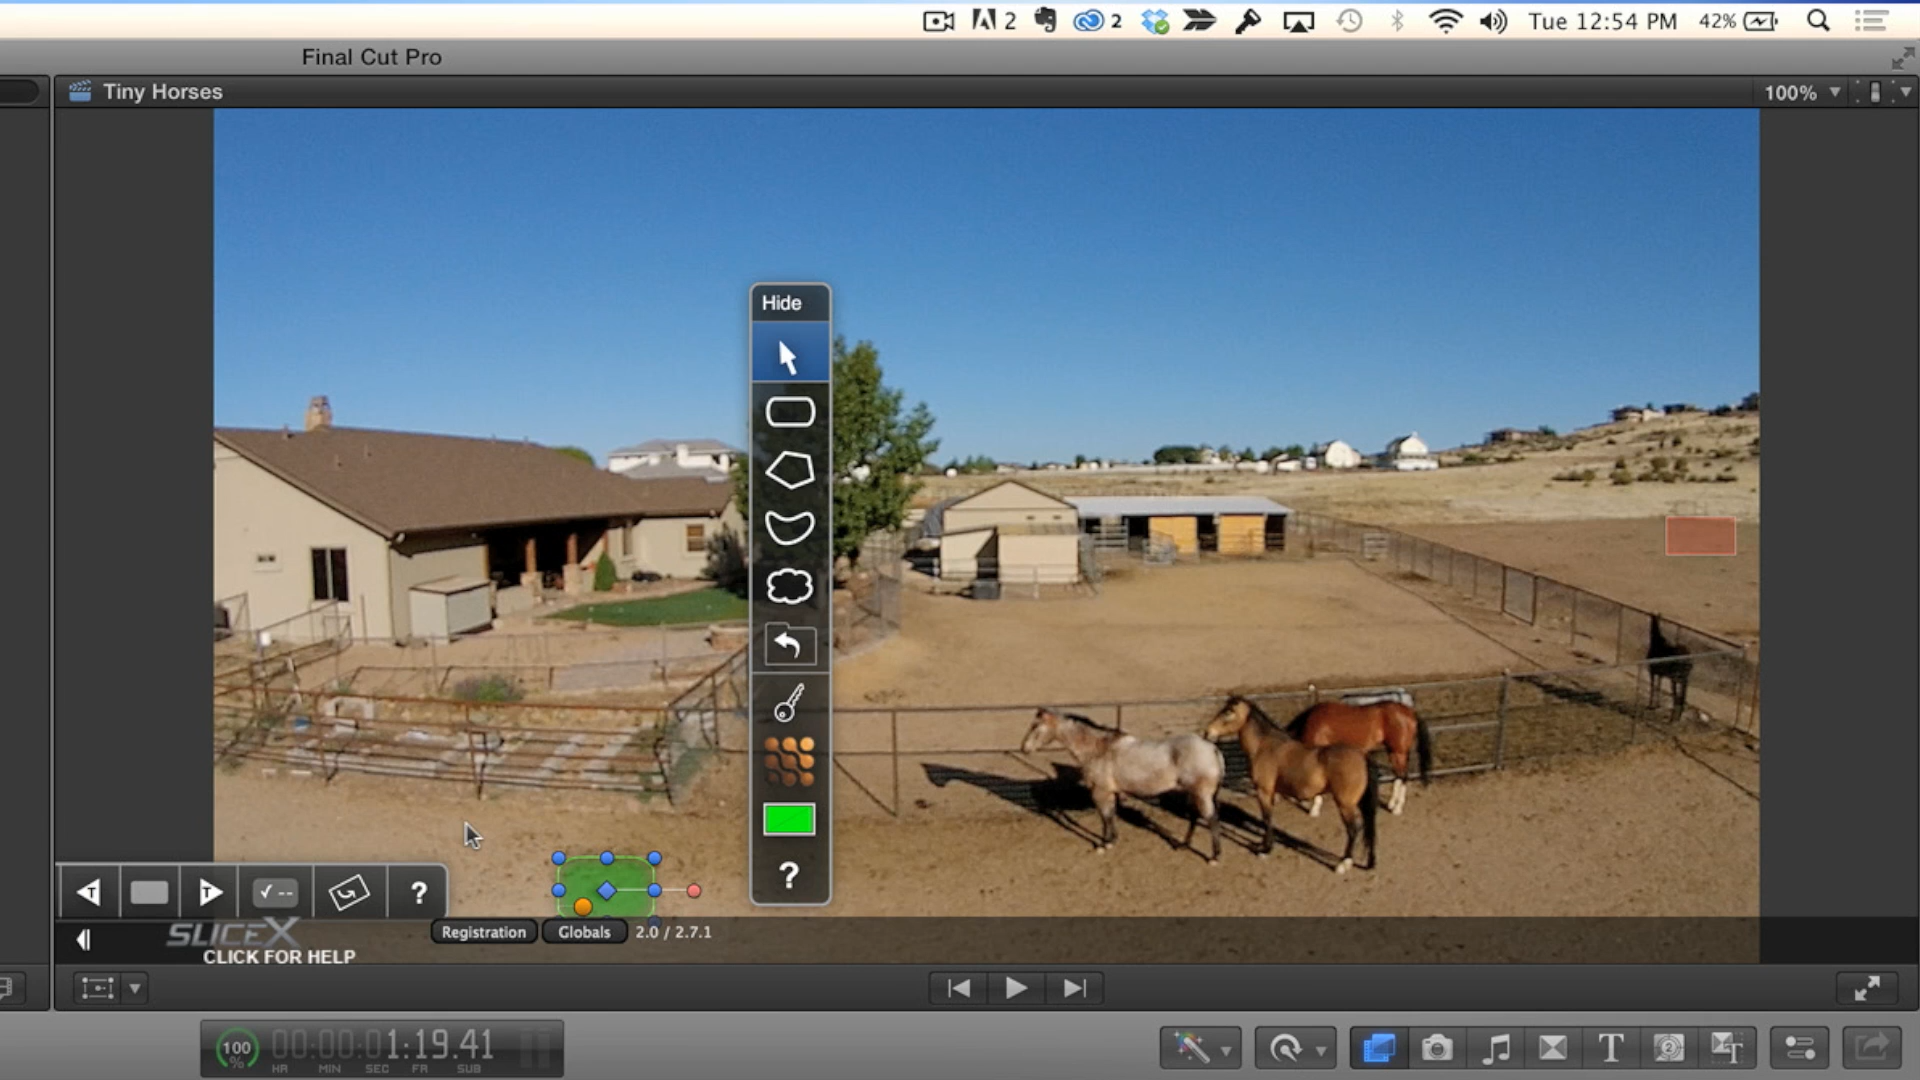 2
2
Tue 12:54 PM
42%
Final Cut Pro
Tiny Horses
100%
Hide
?
T
T
✓ --
?
SLICEX
CLICK FOR HELP
Registration
Globals
2.0 / 2.7.1
100
%
00:00:01:19.41
HR MIN SEC FR SUB
T
2
T